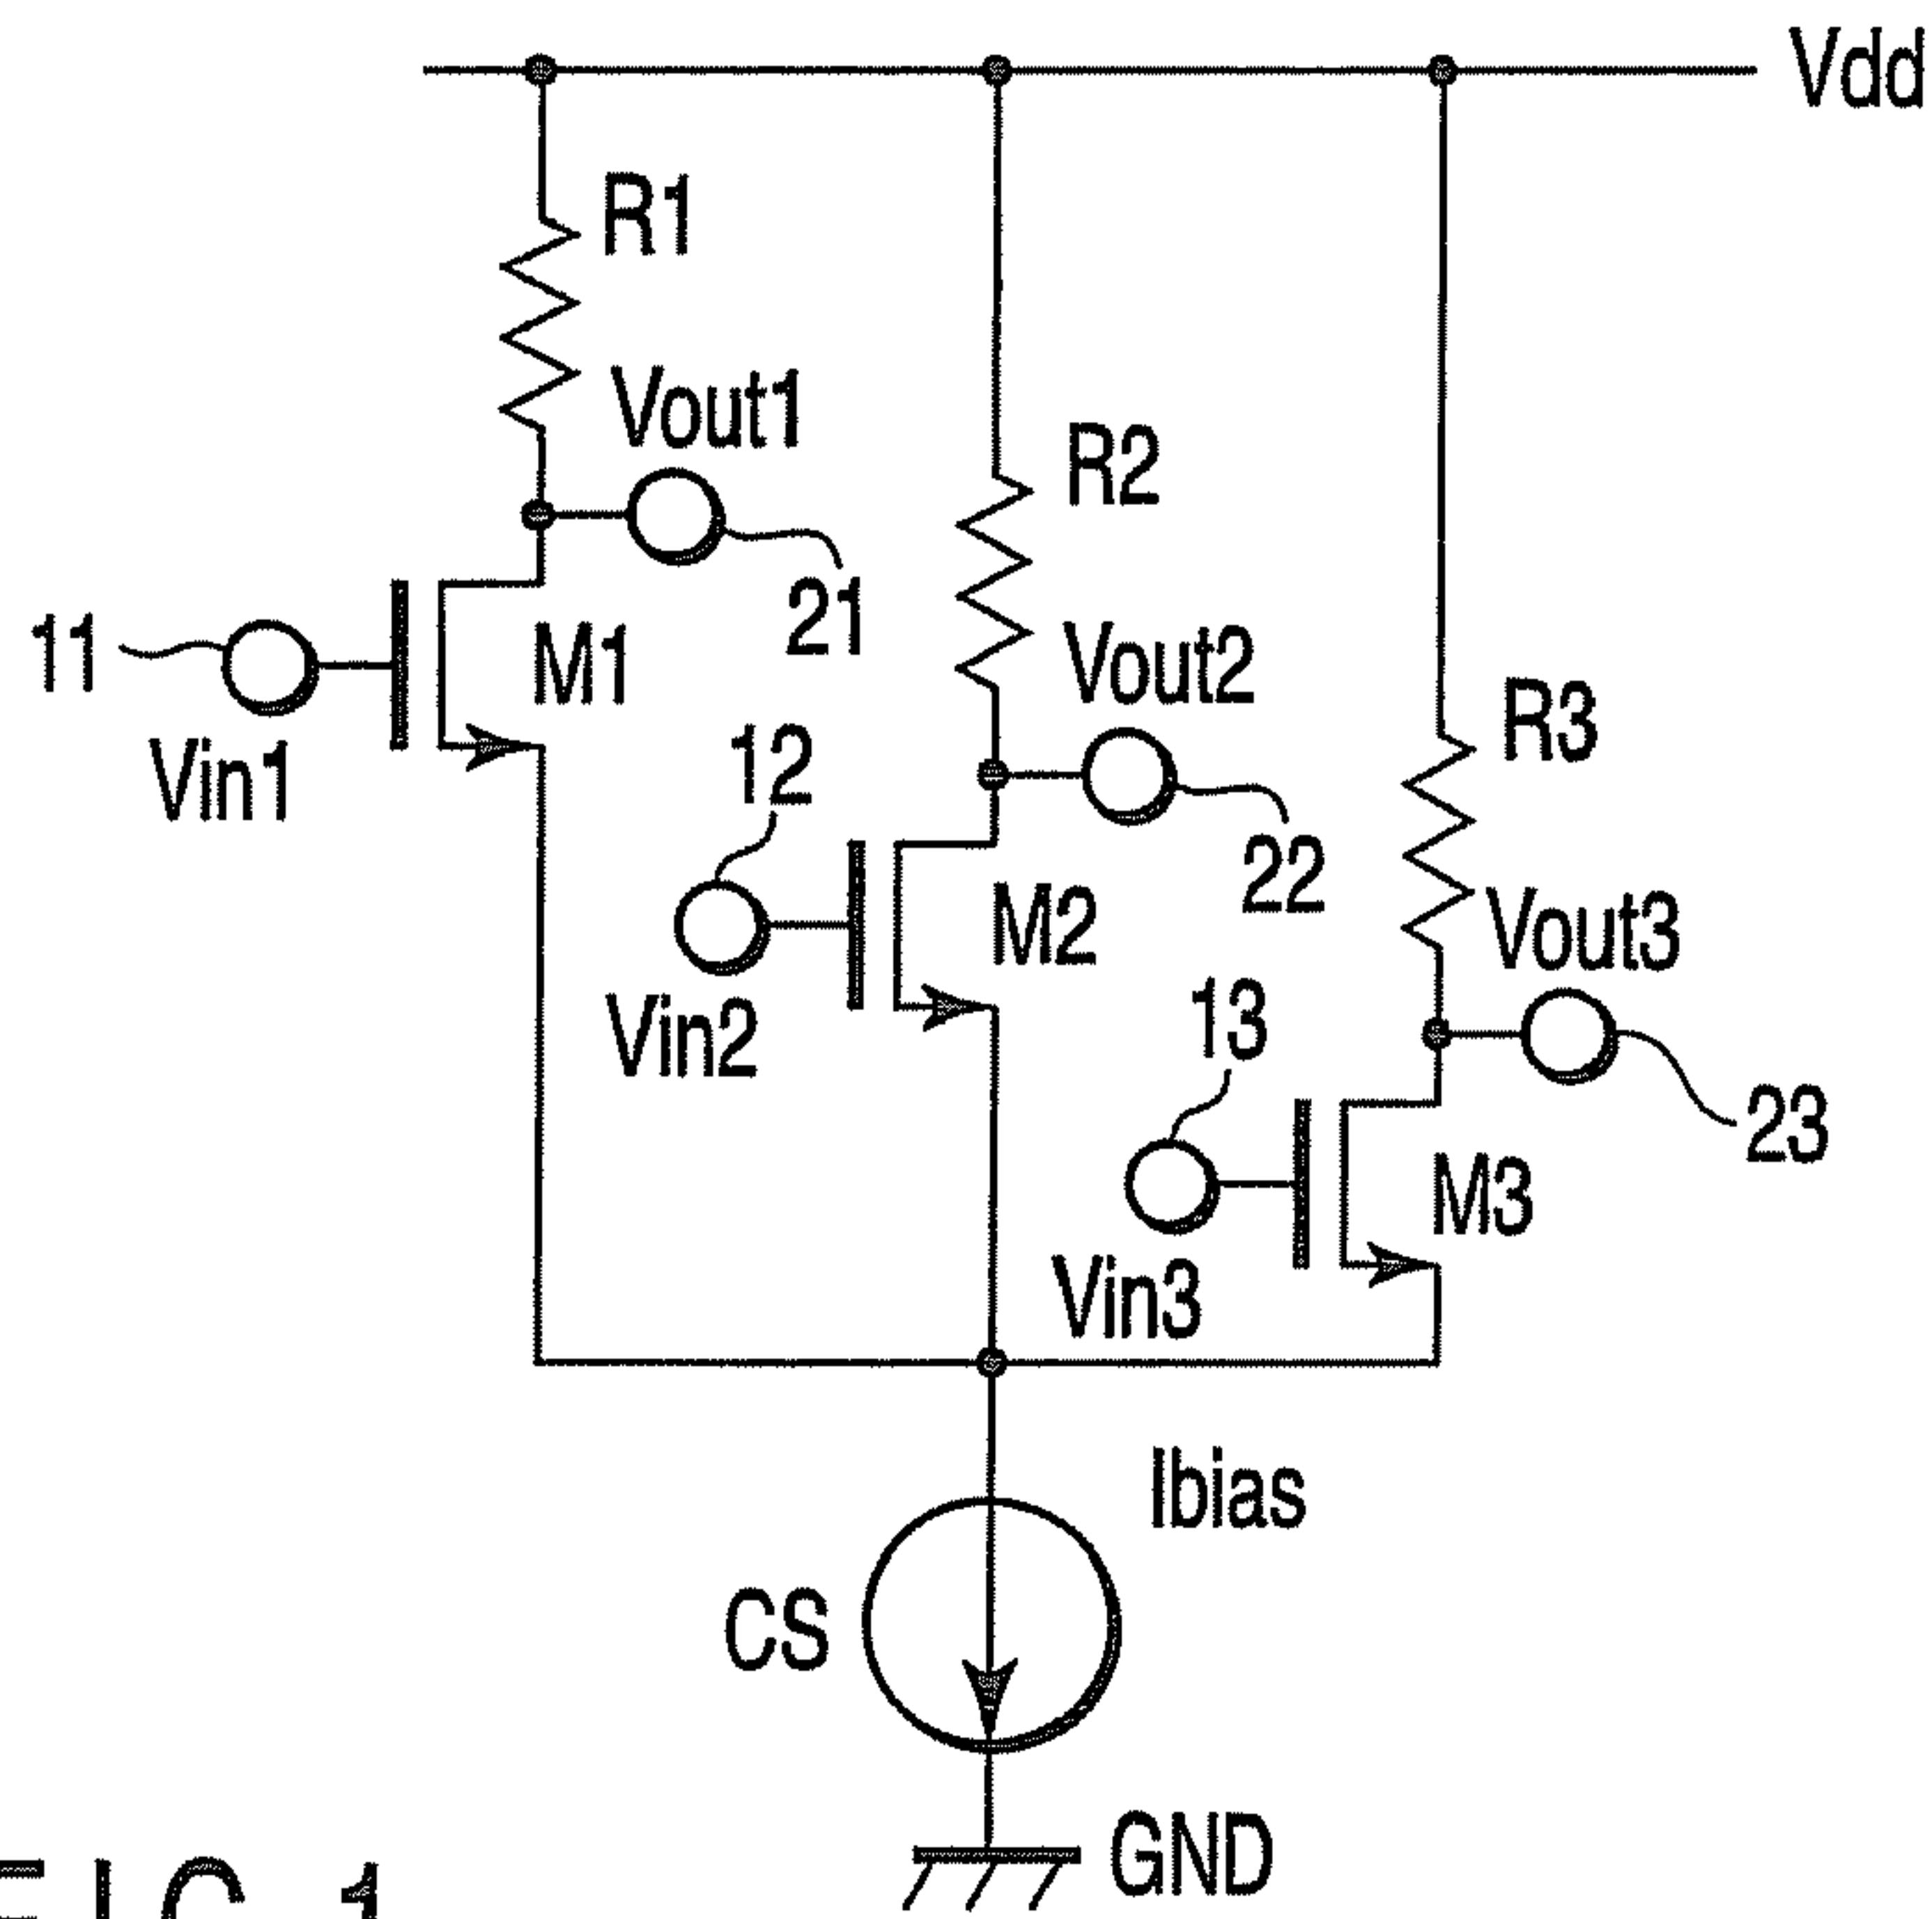 Vdd
R1
Vout1
21
11
Vin1
M1
R2
Vout2
22
12
Vin2
M2
R3
Vout3
23
13
Vin3
M3
Ibias
CS
GND